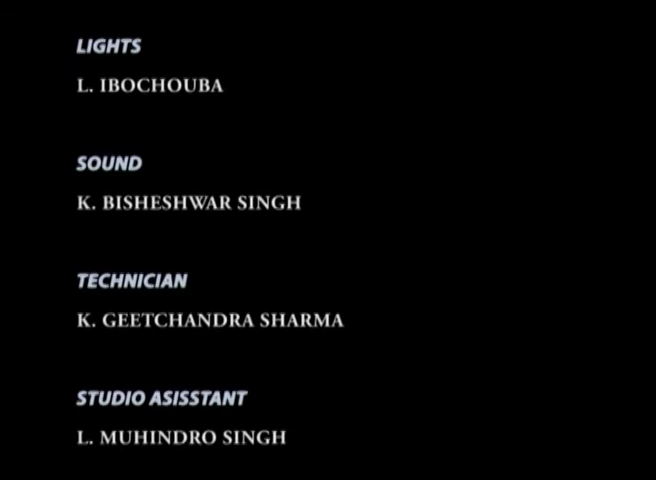 LIGHTS
L. IBOCHOUBA
SOUND
K. BISHESHWAR SINGH
TECHNICIAN
K. GEETCHANDRA SHARMA
STUDIO ASISSTANT
L. MUHINDRO SINGH